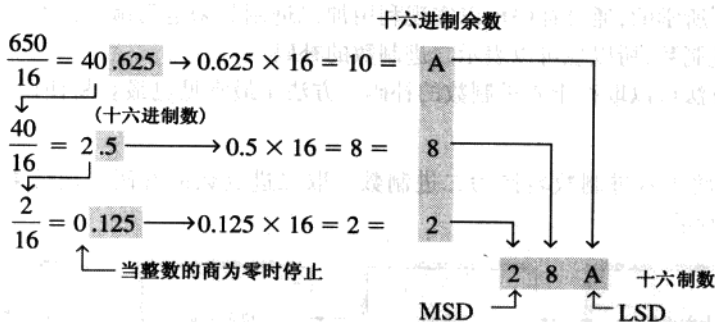 十六进制余数
650/16 = 40 .625 → 0.625 × 16 = 10 = A
(十六进制数)
40/16 = 2 .5 → 0.5 × 16 = 8 = 8
2/16 = 0 .125 → 0.125 × 16 = 2 = 2
当整数的商为零时停止
2 8 A 十六制数
MSD LSD